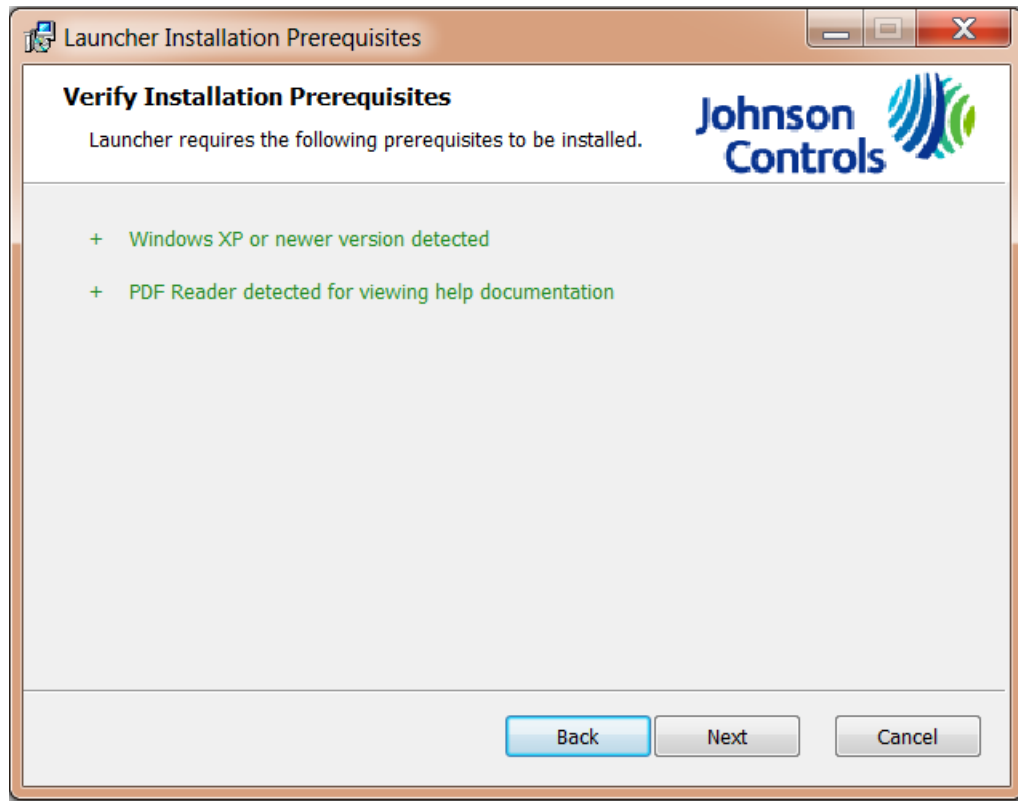 Launcher Installation Prerequisites
Verify Installation Prerequisites
Launcher requires the following prerequisites to be installed.
Johnson
Controls
+ Windows XP or newer version detected
+ PDF Reader detected for viewing help documentation
Back Next Cancel